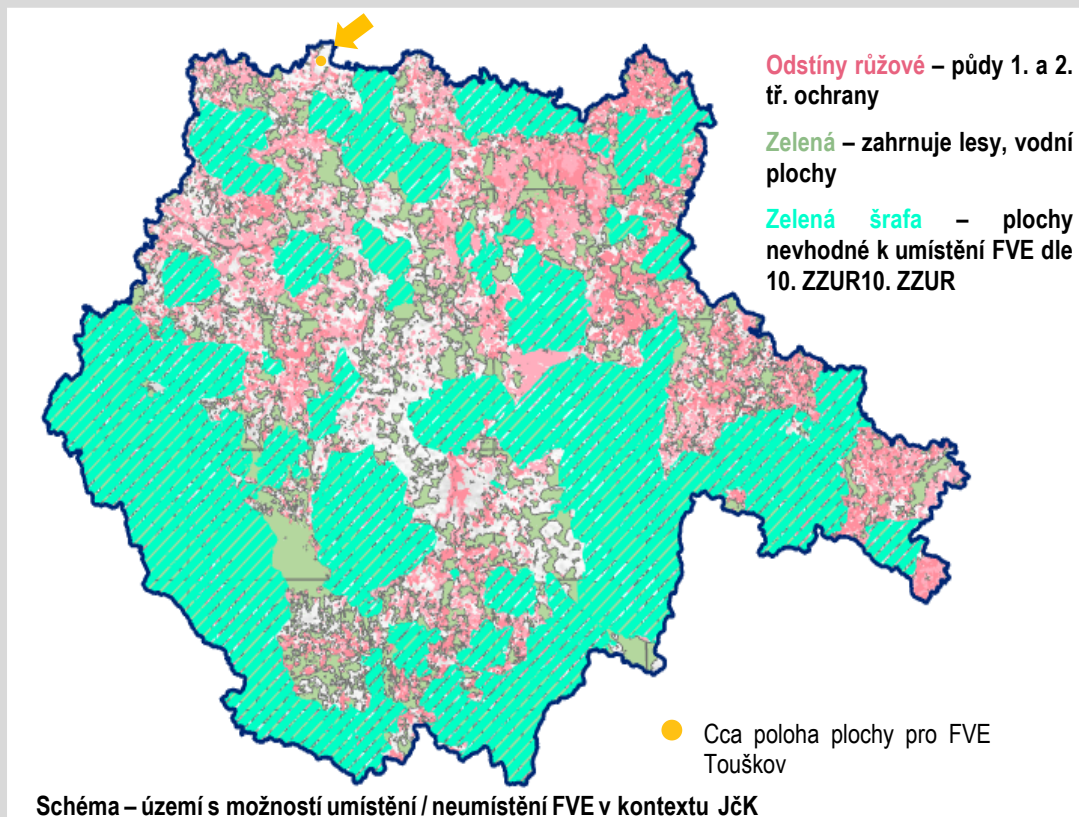 Odstíny růžové – půdy 1. a 2.
tř. ochrany
Zelená – zahrnuje lesy, vodní
plochy
Zelená šrafa – plochy
nevhodné k umístění FVE dle
10. ZZUR10. ZZUR
Cca poloha plochy pro FVE
Touškov
Schéma – území s možností umístění / neumístění FVE v kontextu JčK